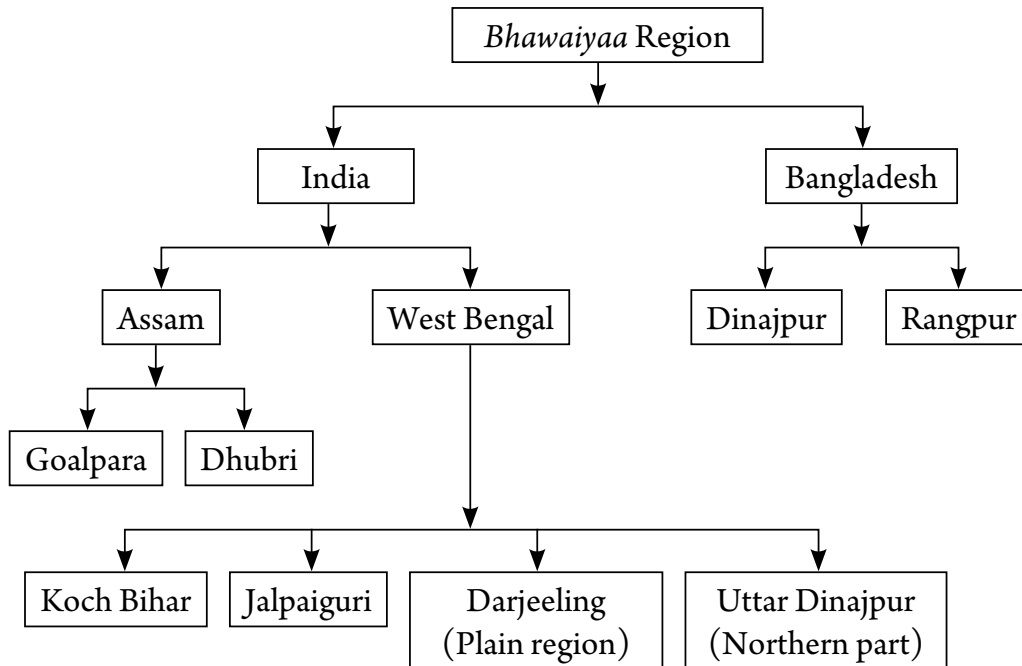 Bhawaiyaa Region
India
Bangladesh
Assam
West Bengal
Dinajpur
Rangpur
Goalpara
Dhubri
Koch Bihar
Jalpaiguri
Darjeeling
(Plain region)
Uttar Dinajpur
(Northern part)